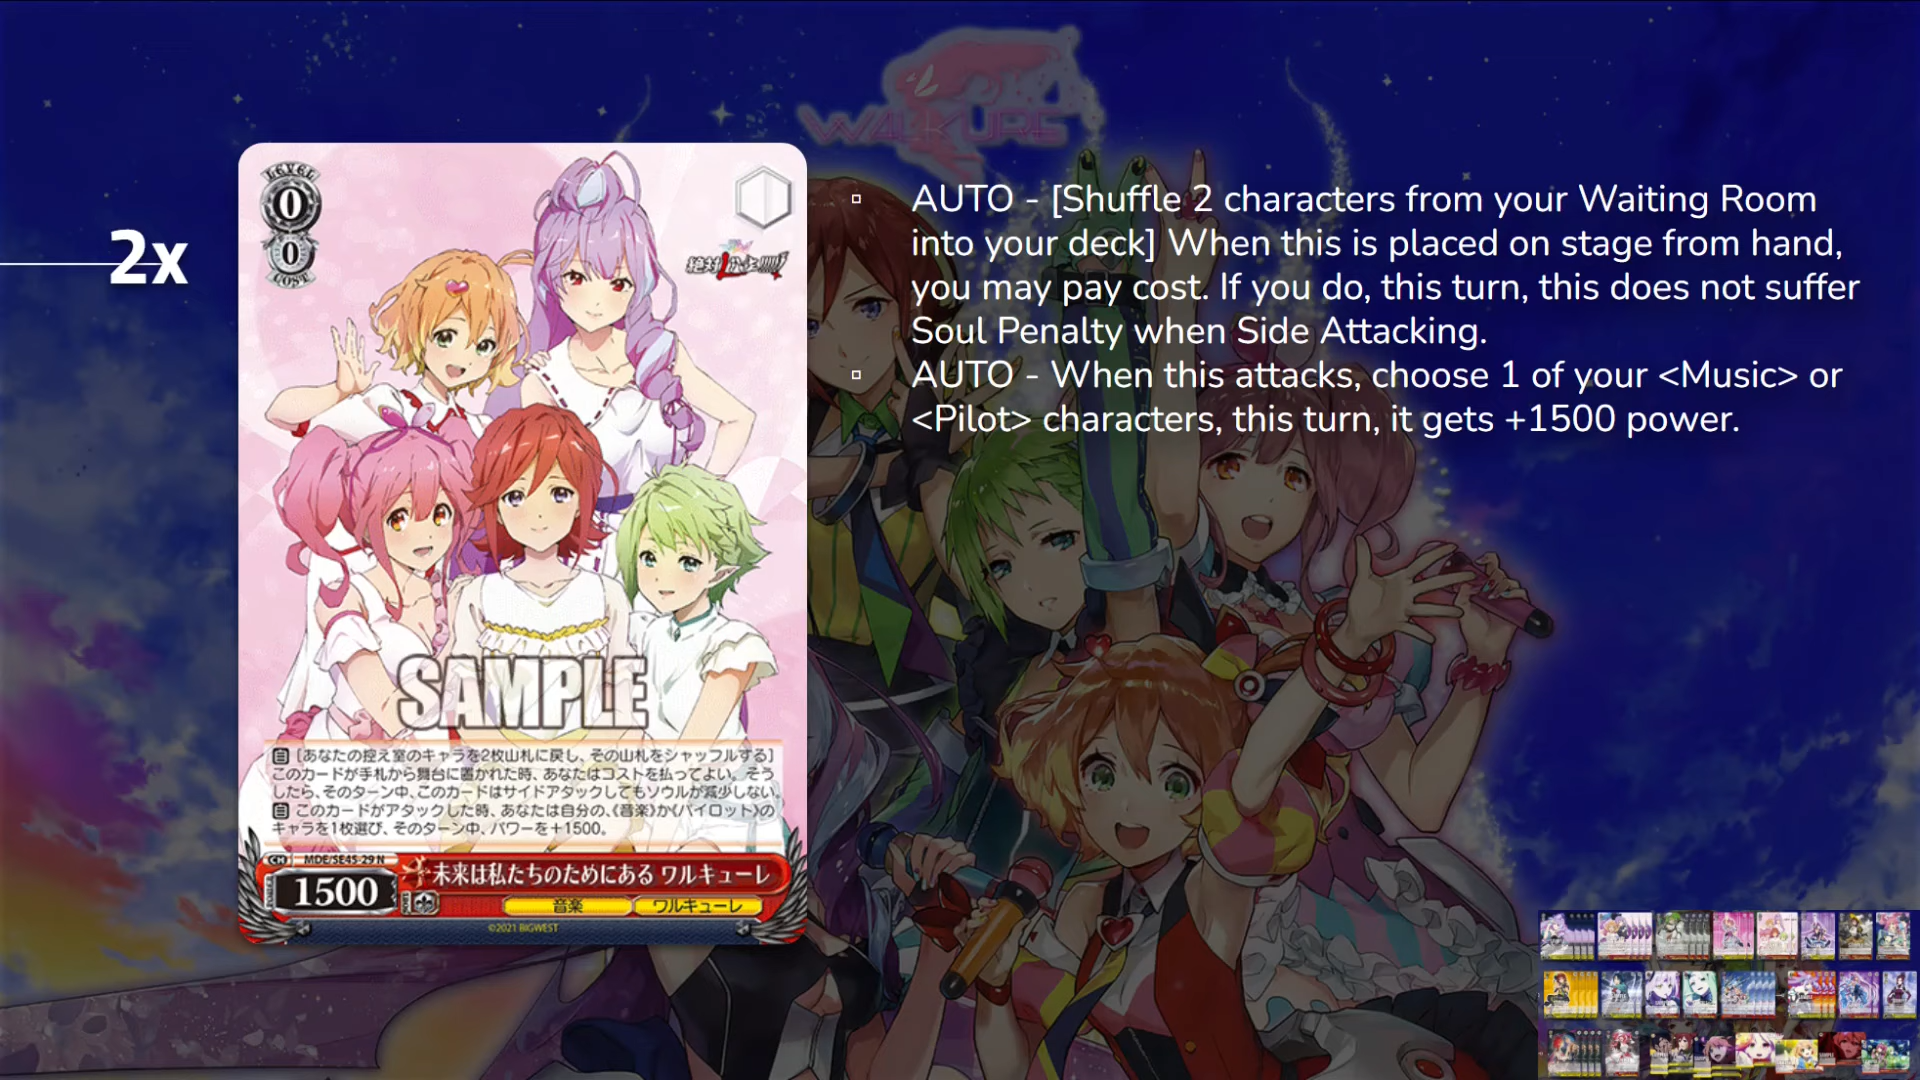 WALKÜRE
2x
LEVEL
0
0
COST
絶対LIVE!!!!!!
▫ AUTO - [Shuffle 2 characters from your Waiting Room
into your deck] When this is placed on stage from hand,
you may pay cost. If you do, this turn, this does not suffer
Soul Penalty when Side Attacking.
▫ AUTO - When this attacks, choose 1 of your <Music> or
<Pilot> characters, this turn, it gets +1500 power.
SAMPLE
[あなたの控え室のキャラを2枚山札に戻し、その山札をシャッフルする]
このカードが手札から舞台に置かれた時、あなたはコストを払ってよい。そう
したら、そのターン中、このカードはサイドアタックしてもソウルが減少しない。
このカードがアタックした時、あなたは自分の、《音楽》か《パイロット》の
キャラを1枚選び、そのターン中、パワーを+1500。
CH MDE/SE45-29 N
未来は私たちのためにある ワルキューレ
POWER 1500
音楽 ワルキューレ
©2021 BIGWEST